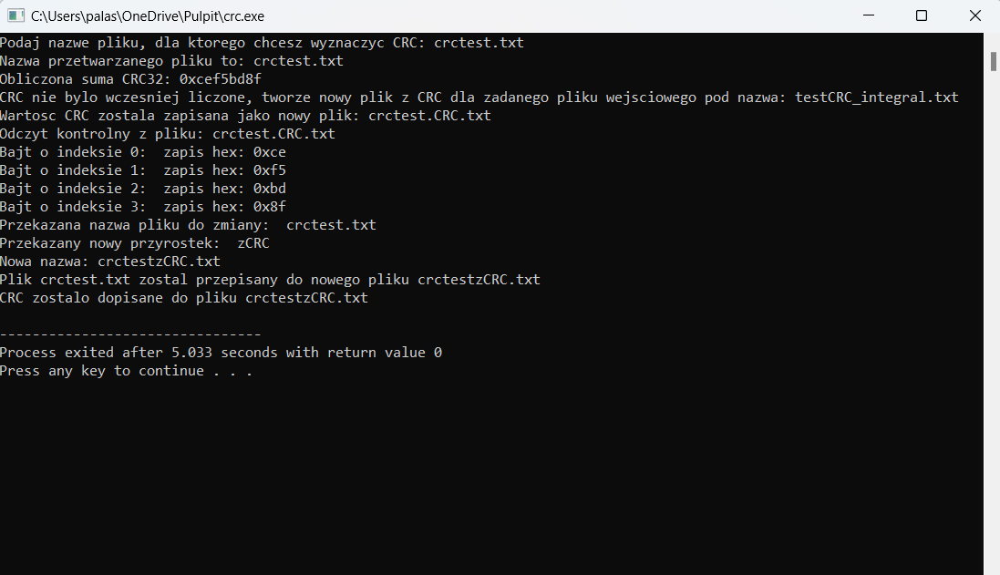 C:\Users\palas\OneDrive\Pulpit\crc.exe
Podaj nazwe pliku, dla ktorego chcesz wyznaczyc CRC: crctest.txt
Nazwa przetwarzanego pliku to: crctest.txt
Obliczona suma CRC32: 0xcef5bd8f
CRC nie bylo wczesniej liczone, tworze nowy plik z CRC dla zadanego pliku wejsciowego pod nazwa: testCRC_integral.txt
Wartosc CRC zostala zapisana jako nowy plik: crctest.CRC.txt
Odczyt kontrolny z pliku: crctest.CRC.txt
Bajt o indeksie 0:  zapis hex: 0xce
Bajt o indeksie 1:  zapis hex: 0xf5
Bajt o indeksie 2:  zapis hex: 0xbd
Bajt o indeksie 3:  zapis hex: 0x8f
Przekazana nazwa pliku do zmiany:  crctest.txt
Przekazany nowy przyrostek:  zCRC
Nowa nazwa: crctestzCRC.txt
Plik crctest.txt zostal przepisany do nowego pliku crctestzCRC.txt
CRC zostalo dopisane do pliku crctestzCRC.txt
--------------------------------
Process exited after 5.033 seconds with return value 0
Press any key to continue . . .